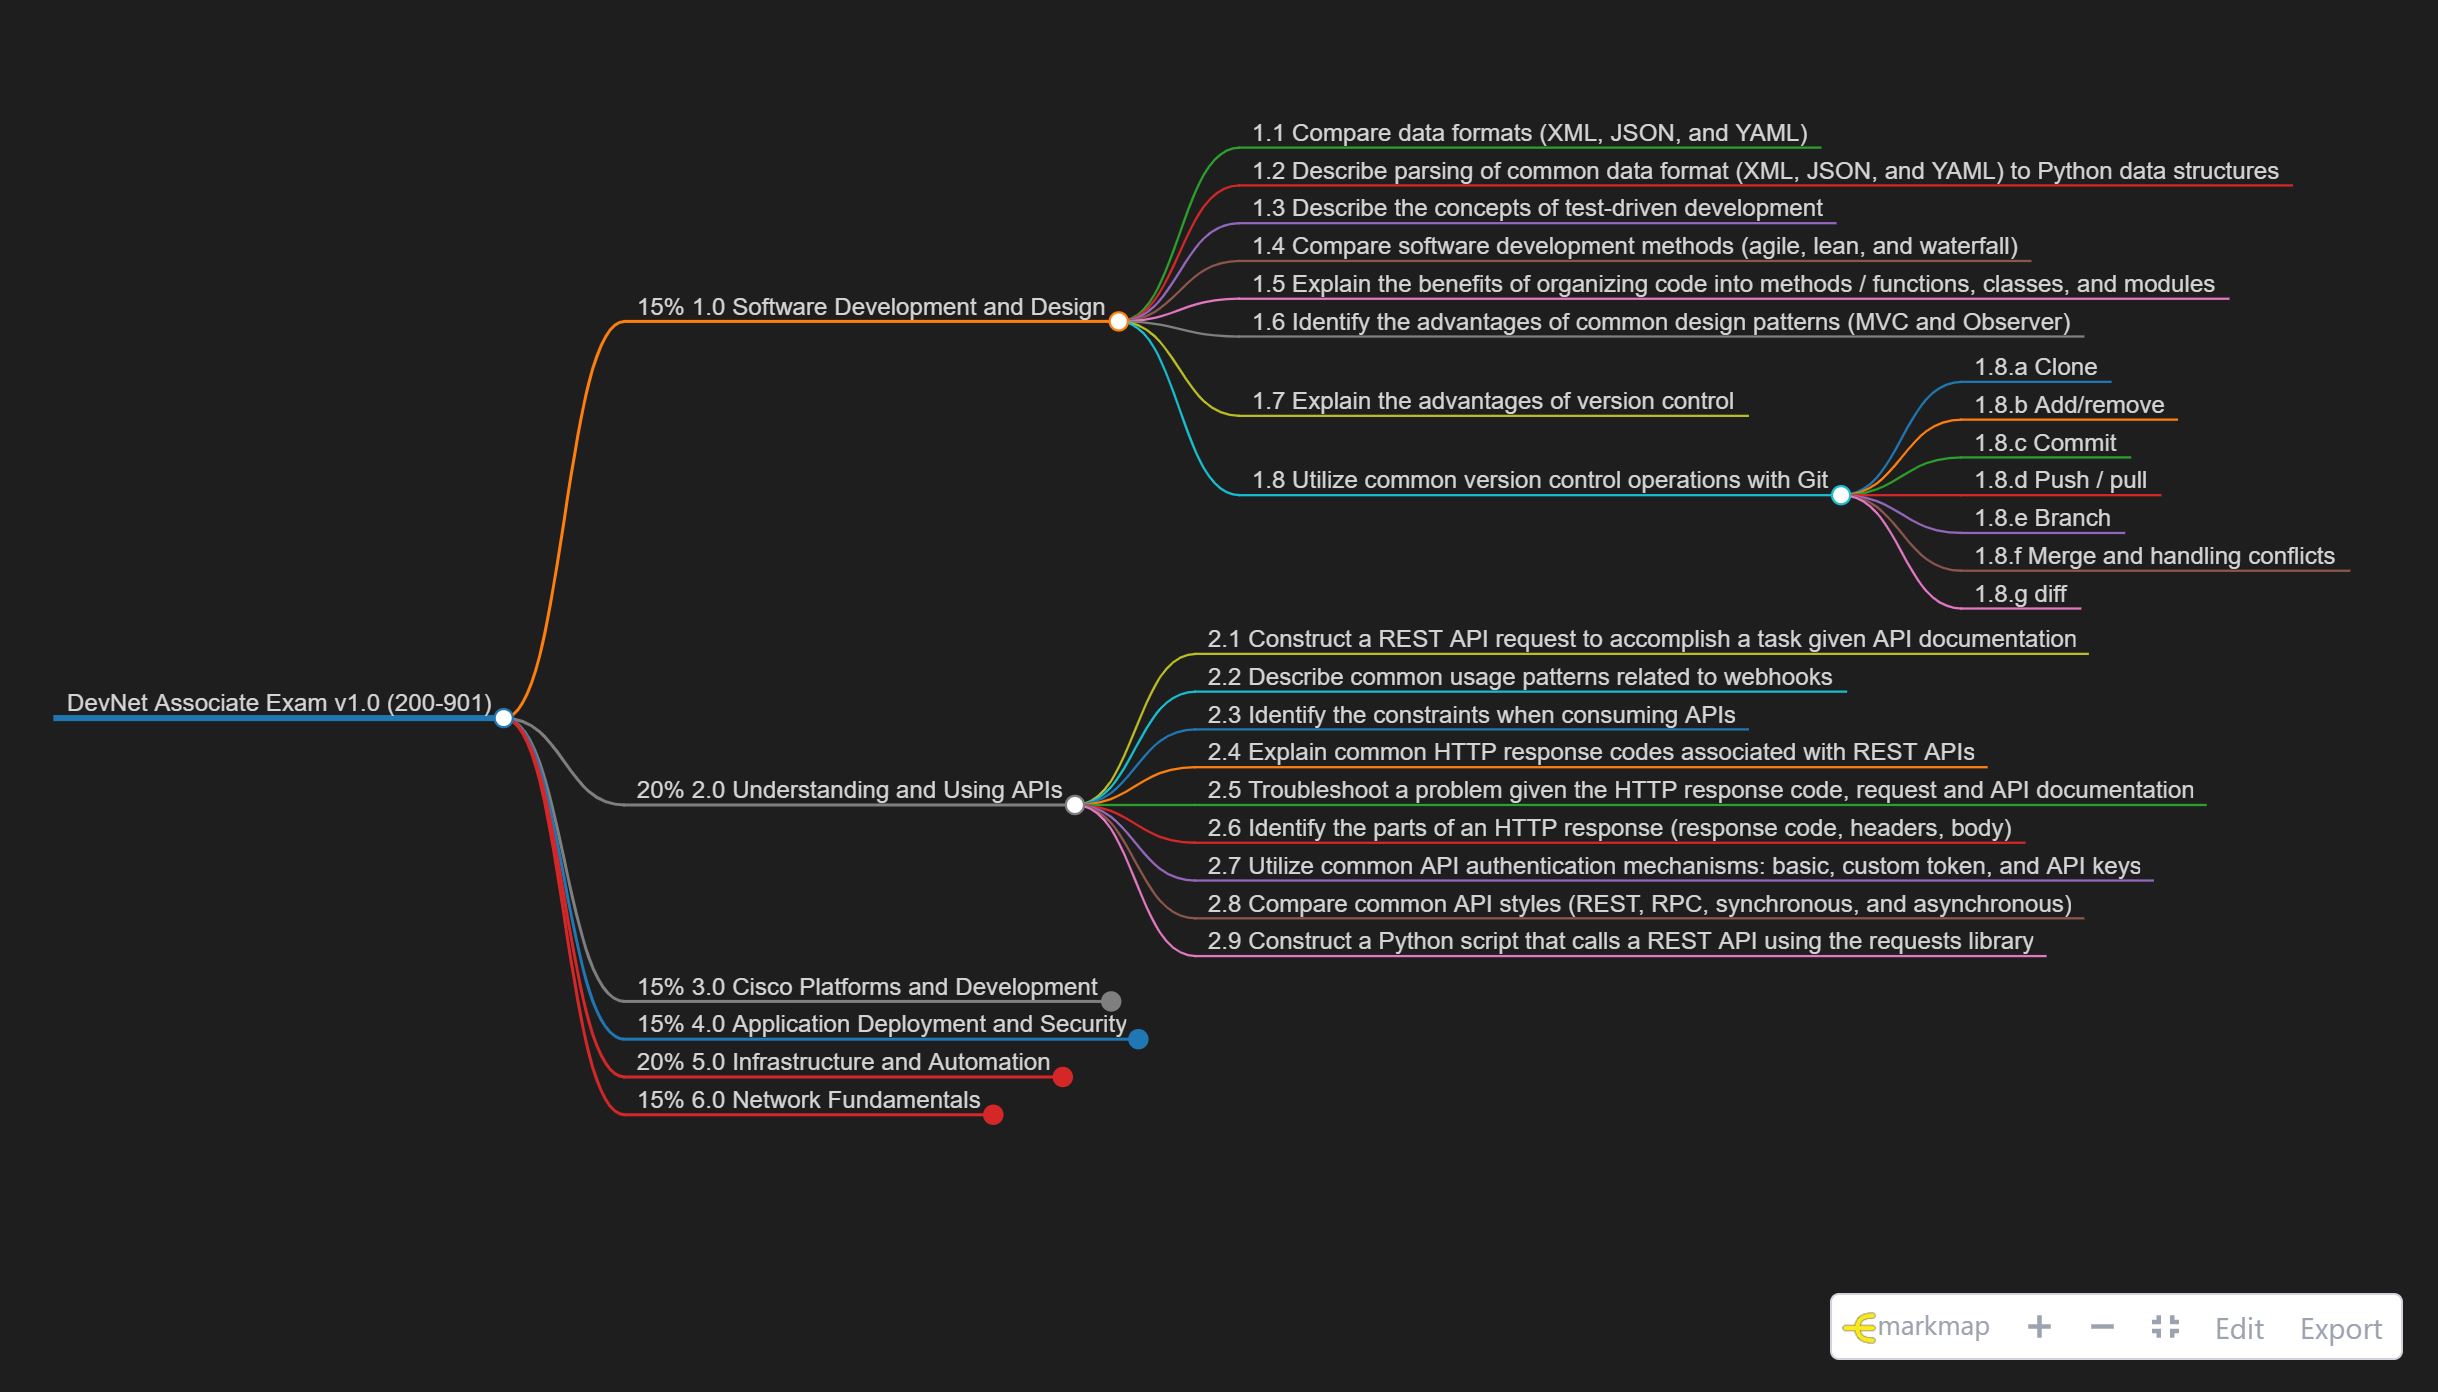 DevNet Associate Exam v1.0 (200-901)
15% 1.0 Software Development and Design
1.1 Compare data formats (XML, JSON, and YAML)
1.2 Describe parsing of common data format (XML, JSON, and YAML) to Python data structures
1.3 Describe the concepts of test-driven development
1.4 Compare software development methods (agile, lean, and waterfall)
1.5 Explain the benefits of organizing code into methods / functions, classes, and modules
1.6 Identify the advantages of common design patterns (MVC and Observer)
1.7 Explain the advantages of version control
1.8 Utilize common version control operations with Git
1.8.a Clone
1.8.b Add/remove
1.8.c Commit
1.8.d Push / pull
1.8.e Branch
1.8.f Merge and handling conflicts
1.8.g diff
20% 2.0 Understanding and Using APIs
2.1 Construct a REST API request to accomplish a task given API documentation
2.2 Describe common usage patterns related to webhooks
2.3 Identify the constraints when consuming APIs
2.4 Explain common HTTP response codes associated with REST APIs
2.5 Troubleshoot a problem given the HTTP response code, request and API documentation
2.6 Identify the parts of an HTTP response (response code, headers, body)
2.7 Utilize common API authentication mechanisms: basic, custom token, and API keys
2.8 Compare common API styles (REST, RPC, synchronous, and asynchronous)
2.9 Construct a Python script that calls a REST API using the requests library
15% 3.0 Cisco Platforms and Development
15% 4.0 Application Deployment and Security
20% 5.0 Infrastructure and Automation
15% 6.0 Network Fundamentals
markmap + − Edit Export